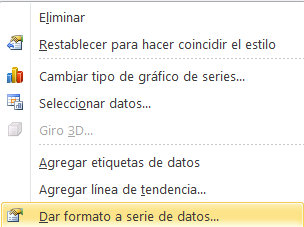 Eliminar
Restablecer para hacer coincidir el estilo
Cambiar tipo de gráfico de series...
Seleccionar datos...
Giro 3D...
Agregar etiquetas de datos
Agregar línea de tendencia...
Dar formato a serie de datos...